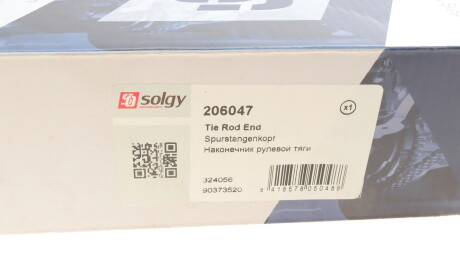 solgy
206047
x1
Tie Rod End
Spurstangenkopf
Наконечник рулевой тяги
324056
90373520